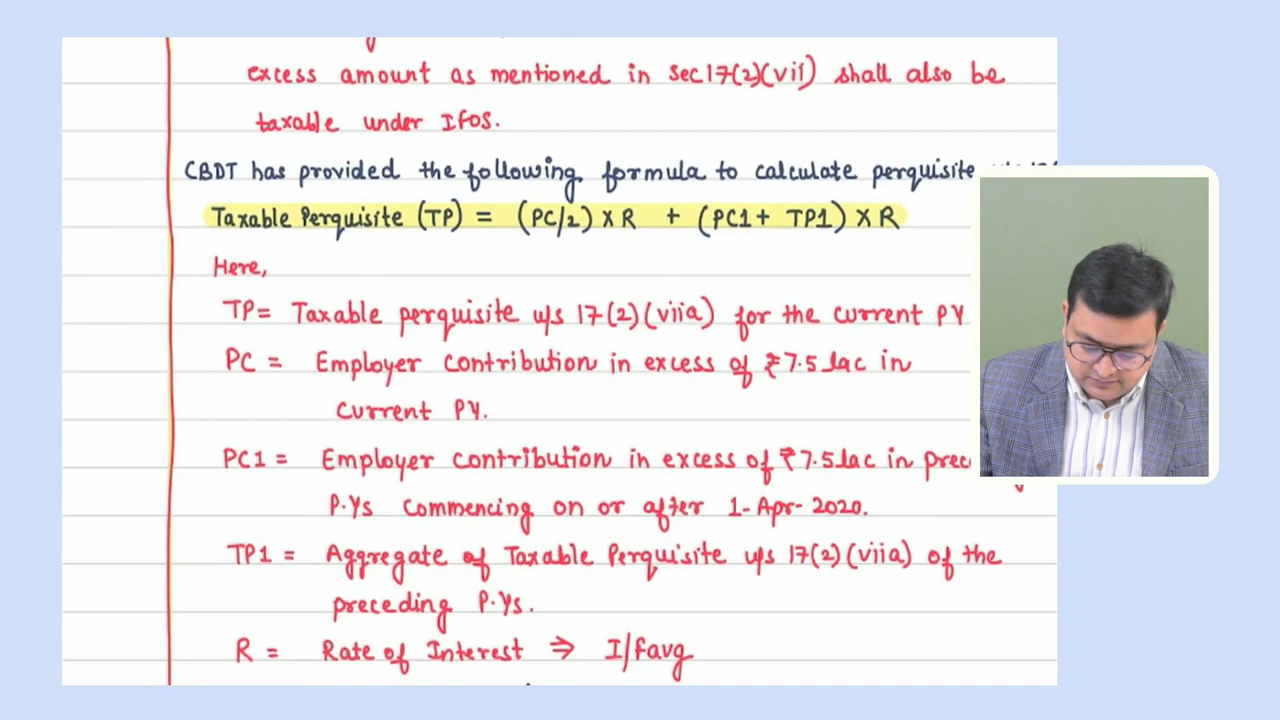 excess amount as mentioned in Sec17(2)(vii) shall also be
taxable under IFOS.
CBDT has provided the following formula to calculate perquisite
Taxable Perquisite (TP) = (PC/2) X R + (PC1 + TP1) X R
Here,
TP = Taxable perquisite u/s 17(2)(viia) for the current PY
PC = Employer contribution in excess of ₹7.5 lac in
current PY.
PC1 = Employer contribution in excess of ₹7.5 lac in
P.Ys commencing on or after 1-Apr-2020.
TP1 = Aggregate of Taxable Perquisite u/s 17(2)(viia) of the
preceding P.Ys.
R = Rate of Interest ⇒ I/Favg